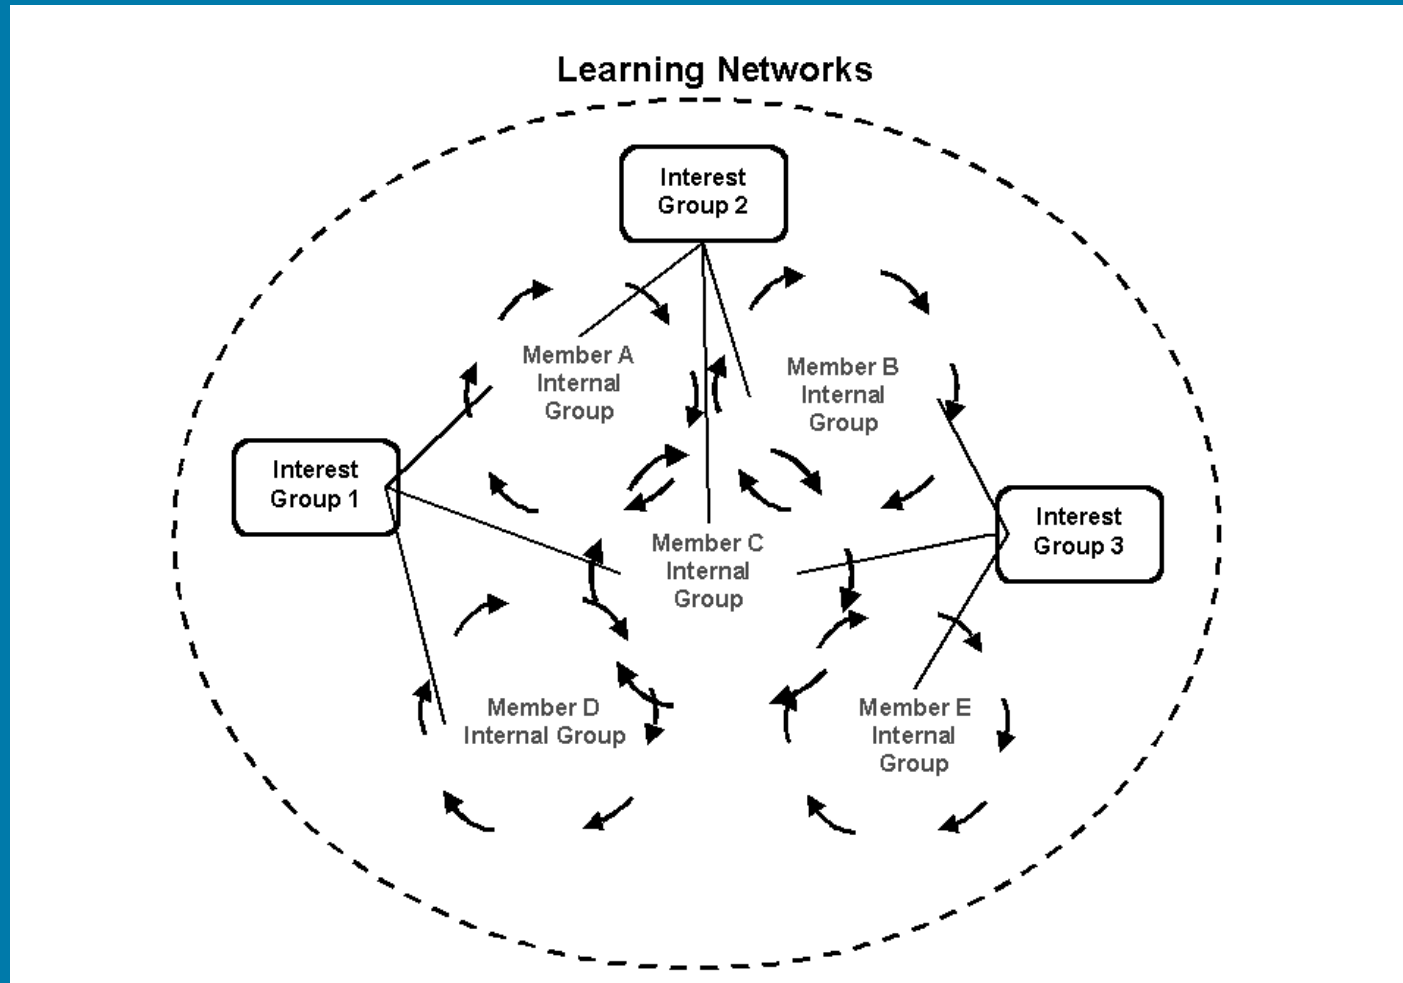 Learning Networks
Interest
Group 2
Member A
Internal
Group
Member B
Internal
Group
Interest
Group 1
Member C
Internal
Group
Interest
Group 3
Member D
Internal Group
Member E
Internal
Group